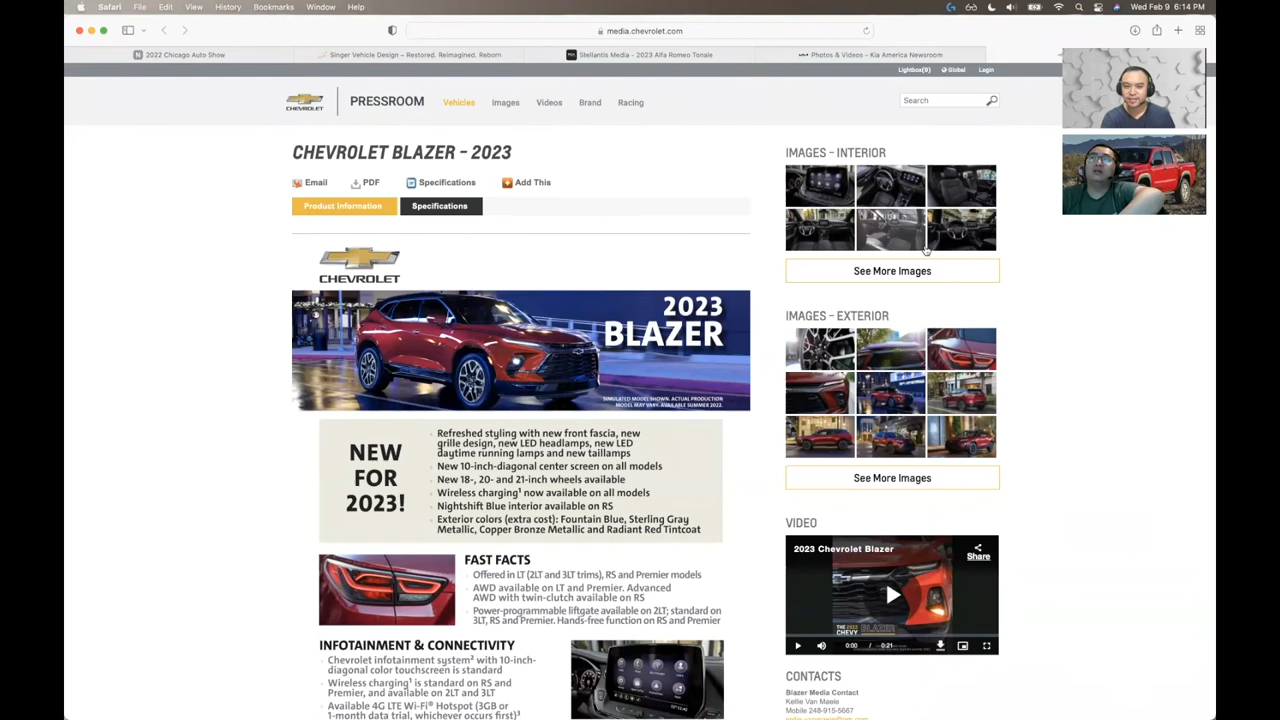 Safari File Edit View History Bookmarks Window Help
Wed Feb 9 6:14 PM
media.chevrolet.com
2022 Chicago Auto Show
Singer Vehicle Design – Restored. Reimagined. Reborn
Stellantis Media - 2023 Alfa Romeo Tonale
Photos & Videos – Kia America Newsroom
Lightbox(0) Global Login
CHEVROLET
PRESSROOM Vehicles Images Videos Brand Racing
Search
CHEVROLET BLAZER - 2023
Email PDF Specifications Add This
Product Information Specifications
CHEVROLET
2023
BLAZER
SIMULATED MODEL SHOWN. ACTUAL PRODUCTION
MODEL MAY VARY. AVAILABLE SUMMER 2022.
NEW
FOR
2023!
• Refreshed styling with new front fascia, new
grille design, new LED headlamps, new LED
daytime running lamps and new taillamps
• New 10-inch-diagonal center screen on all models
• New 18-, 20- and 21-inch wheels available
• Wireless charging¹ now available on all models
• Nightshift Blue interior available on RS
• Exterior colors (extra cost): Fountain Blue, Sterling Gray
Metallic, Copper Bronze Metallic and Radiant Red Tintcoat
FAST FACTS
• Offered in LT (2LT and 3LT trims), RS and Premier models
• AWD available on LT and Premier. Advanced
AWD with twin-clutch available on RS
• Power-programmable liftgate available on 2LT; standard on
3LT, RS and Premier. Hands-free function on RS and Premier
INFOTAINMENT & CONNECTIVITY
• Chevrolet infotainment system² with 10-inch-
diagonal color touchscreen is standard
• Wireless charging¹ is standard on RS and
Premier, and available on 2LT and 3LT
• Available 4G LTE Wi-Fi® Hotspot (3GB or
1-month data trial, whichever occurs first)³
IMAGES - INTERIOR
See More Images
IMAGES - EXTERIOR
See More Images
VIDEO
2023 Chevrolet Blazer
Share
THE 2023
CHEVY BLAZER
0:00 / 0:21
CONTACTS
Blazer Media Contact
Kellie Van Maele
Mobile 248-915-5667